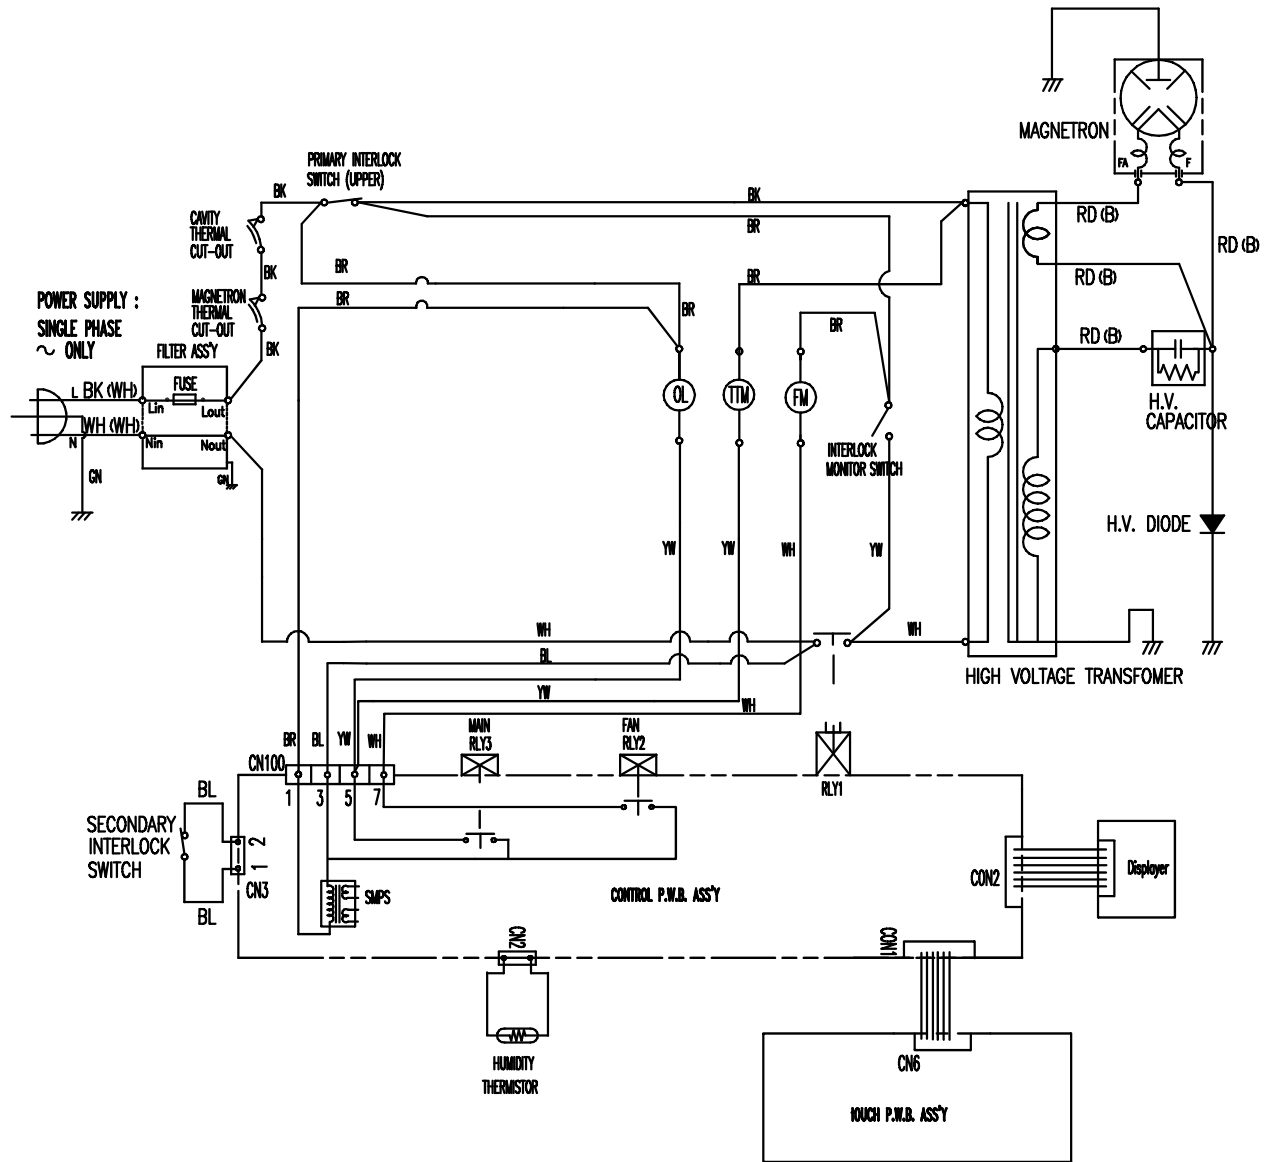 MAGNETRON
FA
F
PRIMARY INTERLOCK
SWITCH (UPPER)
BK
BK
BR
RD (B)
RD (B)
CAVITY
THERMAL
CUT-OUT
BK
BR
BR
RD (B)
POWER SUPPLY :
SINGLE PHASE
~ ONLY
MAGNETRON
THERMAL
CUT-OUT
BR
BR
BR
FILTER ASS'Y
BK
RD (B)
L
BK (WH)
FUSE
Lin
Lout
OL
TTM
FM
H.V.
CAPACITOR
WH (WH)
N
Nin
Nout
GN
GN
INTERLOCK
MONITOR SWITCH
H.V. DIODE
YW
YW
WH
YW
WH
WH
BL
HIGH VOLTAGE TRANSFOMER
YW
WH
BR
BL
YW
WH
MAIN
RLY3
FAN
RLY2
CN100
1
3
5
7
RLY1
BL
SECONDARY
INTERLOCK
SWITCH
2
1
CN3
BL
SMPS
CONTROL P.W.B. ASS'Y
CON2
Displayer
CN2
CON1
HUMIDITY
THERMISTOR
CN6
TOUCH P.W.B. ASS'Y